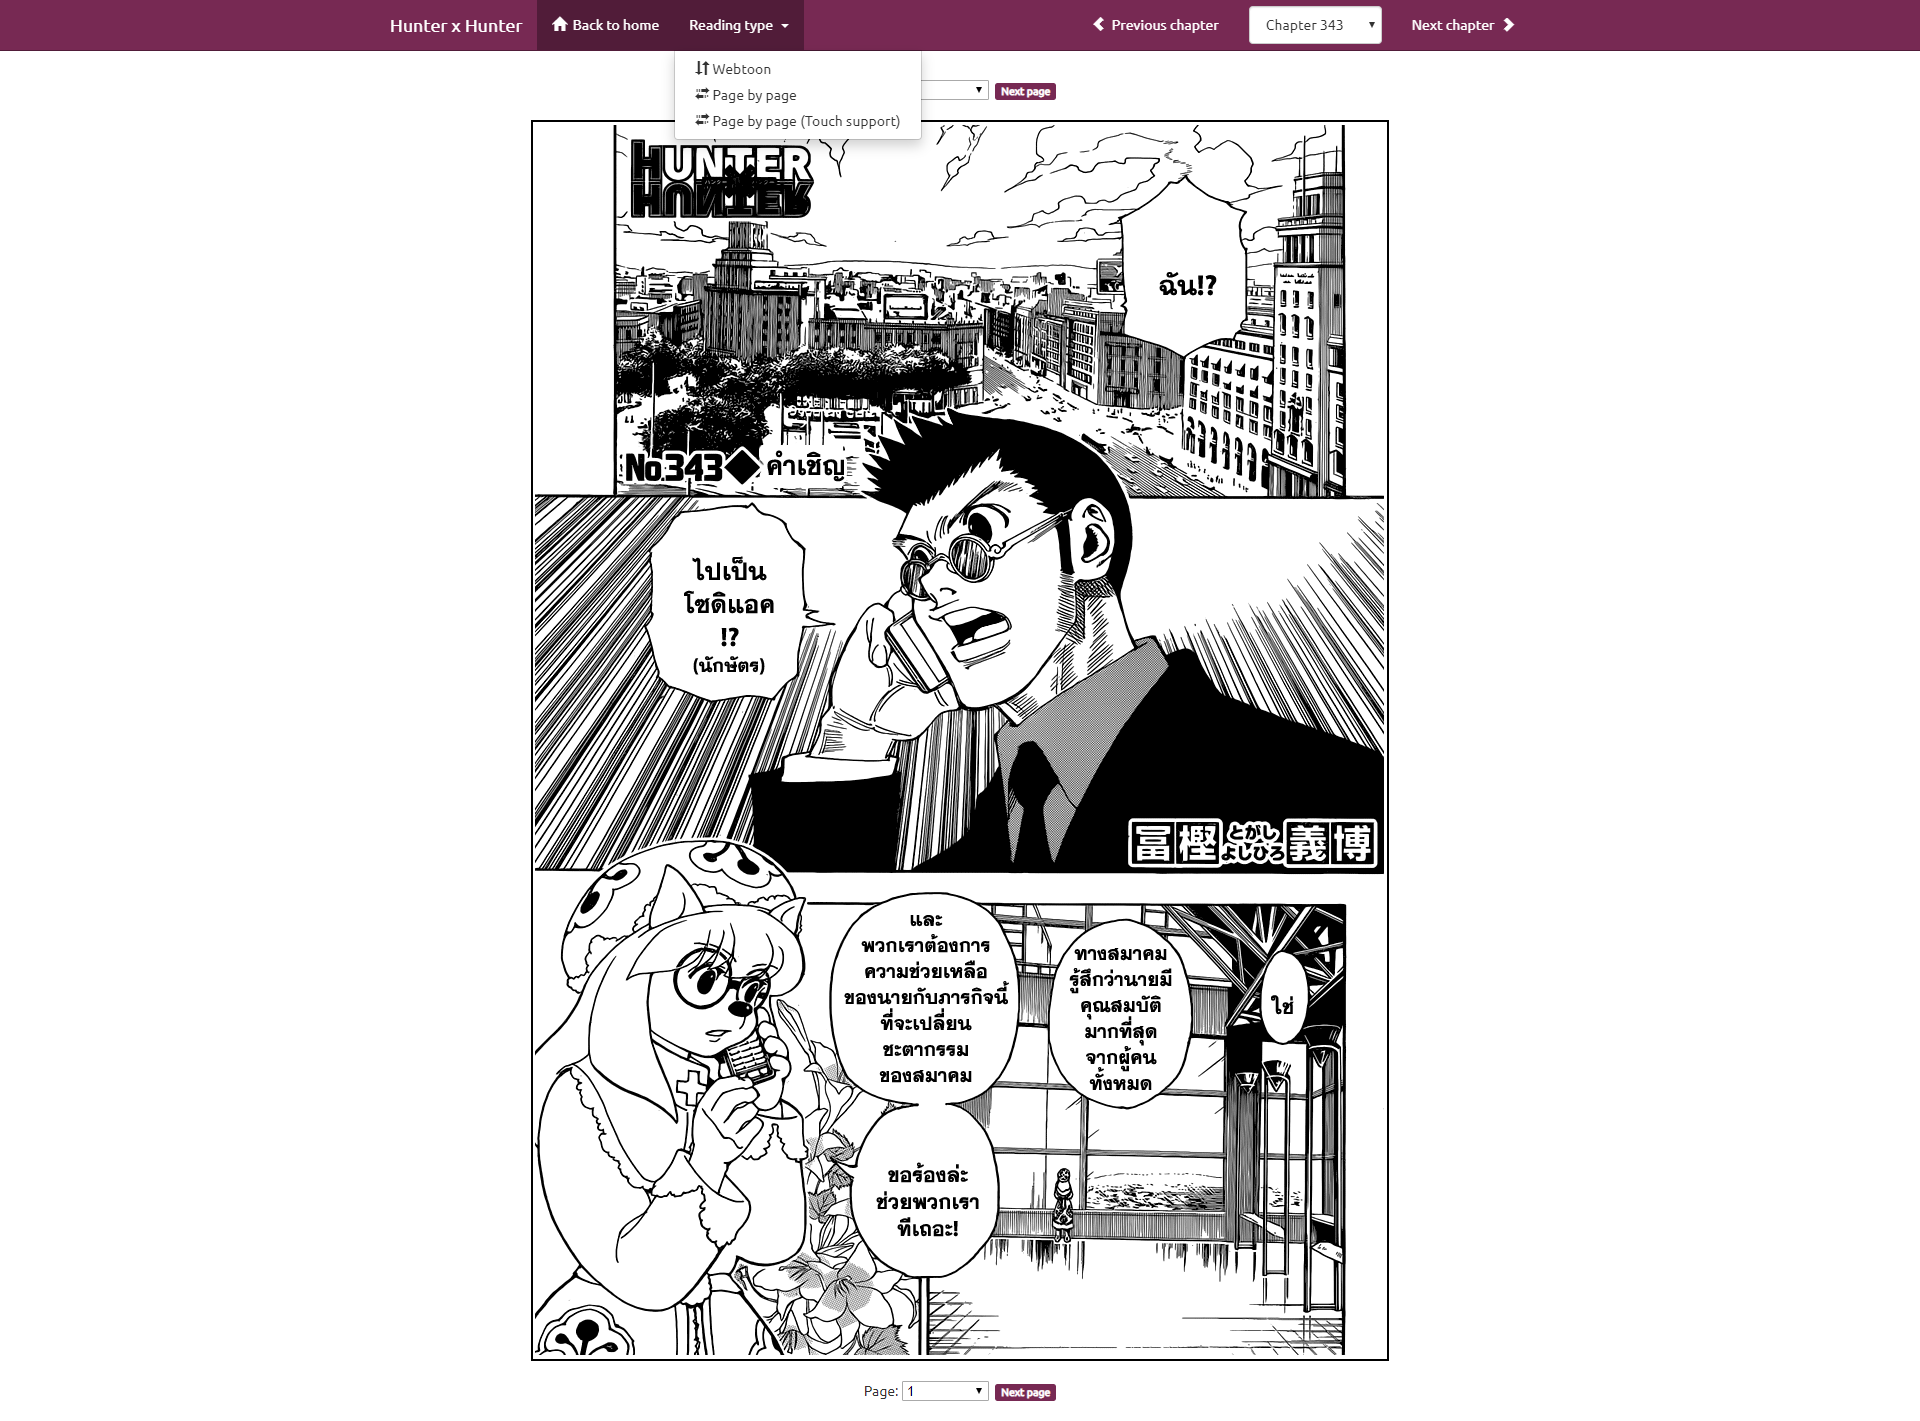 Hunter x Hunter
Back to home
Reading type
Previous chapter
Chapter 343
Next chapter
Webtoon
Page by page
Page by page (Touch support)
Next page
HUNTER
HUNTER
ฉัน!?
No.343◆คำเชิญ
ไปเป็น
โซดิแอค
!?
(นักษัตร)
冨樫義博
とがし
よしひろ
ใช่
ทางสมาคม
รู้สึกว่านายมี
คุณสมบัติ
มากที่สุด
จากผู้คน
ทั้งหมด
และ
พวกเราต้องการ
ความช่วยเหลือ
ของนายกับภารกิจนี้
ที่จะเปลี่ยน
ชะตากรรม
ของสมาคม
ขอร้องล่ะ
ช่วยพวกเรา
ทีเถอะ!
Page: 1
Next page